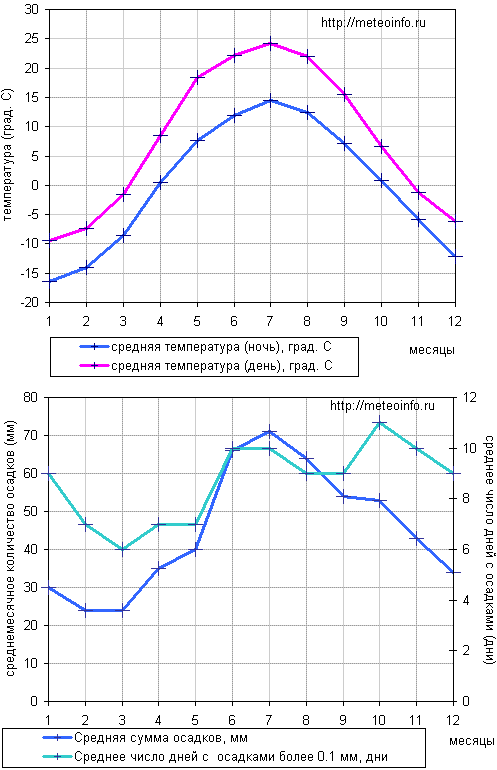 http://meteoinfo.ru
температура (град. С)
30
25
20
15
10
5
0
-5
-10
-15
-20
1 2 3 4 5 6 7 8 9 10 11 12
месяцы
средняя температура (ночь), град. С
средняя температура (день), град. С
http://meteoinfo.ru
среднемесячное количество осадков (мм)
80
70
60
50
40
30
20
10
0
12
10
8
6
4
2
0
среднее число дней с осадками (дни)
1 2 3 4 5 6 7 8 9 10 11 12
месяцы
Средняя сумма осадков, мм
Среднее число дней с осадками более 0.1 мм, дни